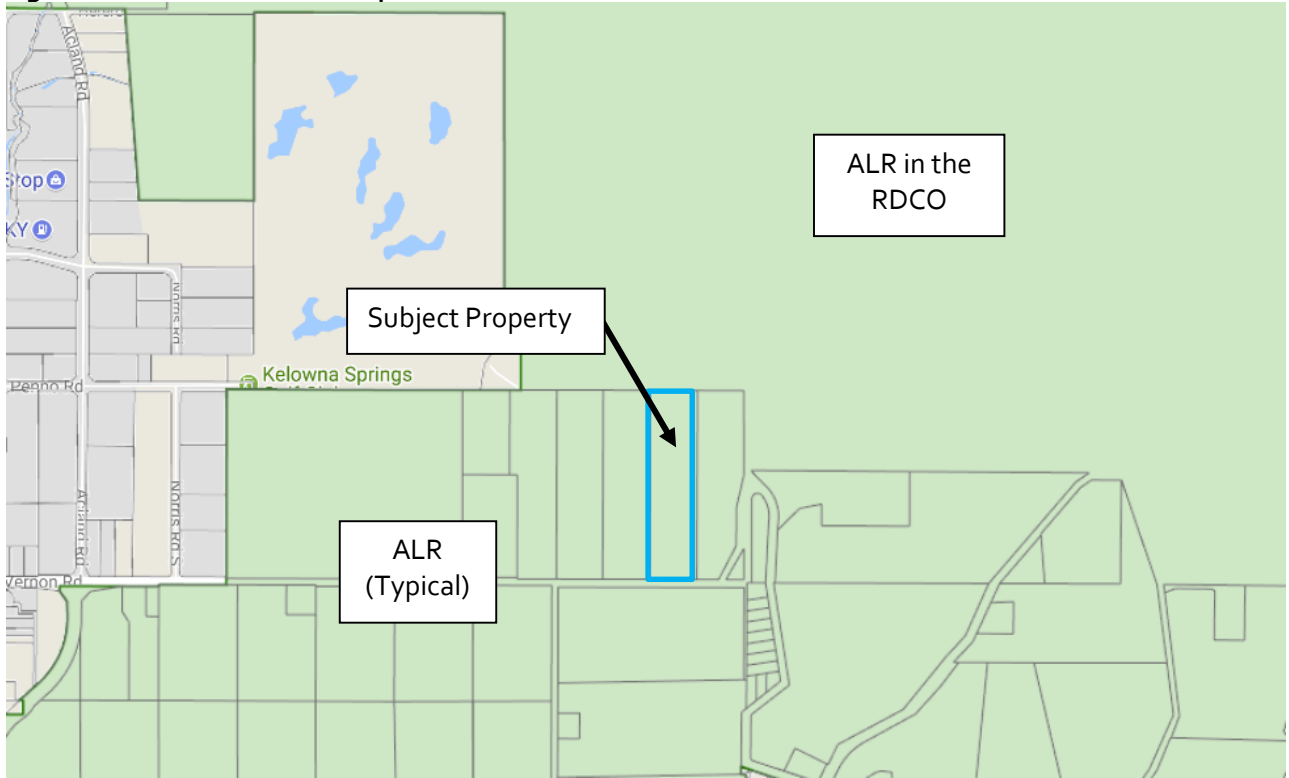 Acland Rd
Stop
KY
ALR in the
RDCO
Norris Rd
Subject Property
Kelowna Springs
Penno Rd
Acland Rd
Norris Rd S
ALR
(Typical)
Vernon Rd